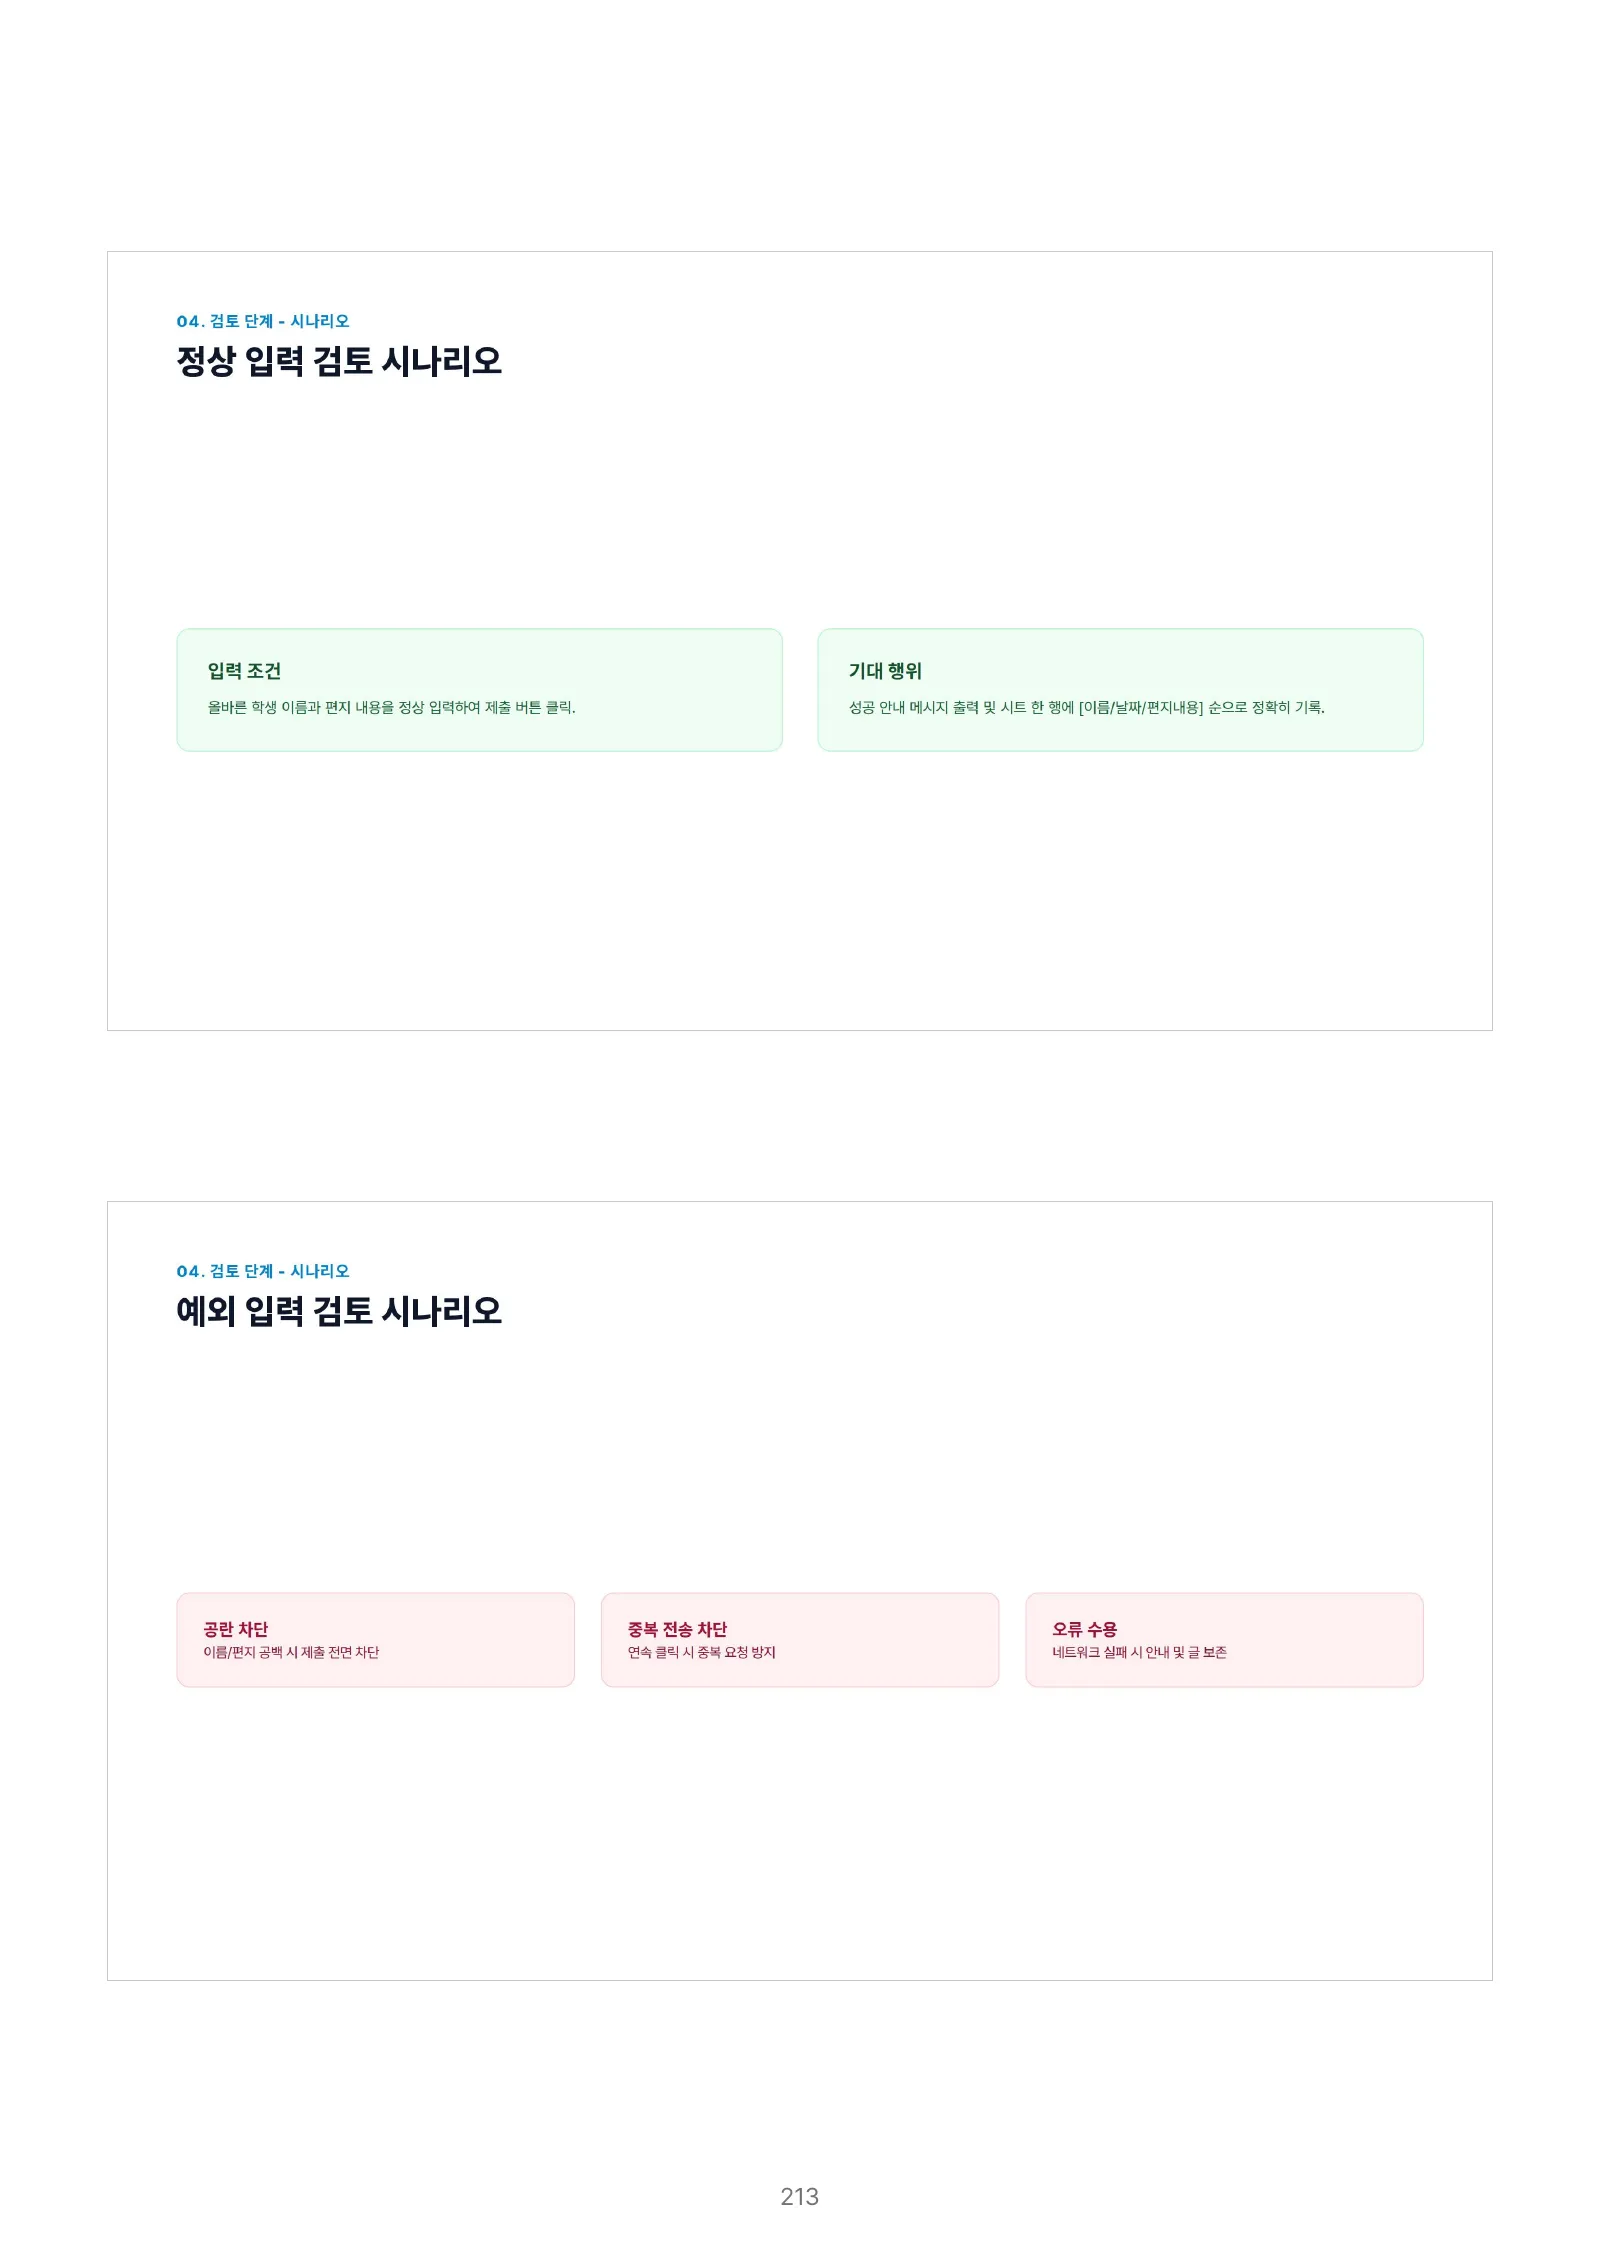 04. 검토 단계 - 시나리오
정상 입력 검토 시나리오
입력 조건
올바른 학생 이름과 편지 내용을 정상 입력하여 제출 버튼 클릭.
기대 행위
성공 안내 메시지 출력 및 시트 한 행에 [이름/날짜/편지내용] 순으로 정확히 기록.
04. 검토 단계 - 시나리오
예외 입력 검토 시나리오
공란 차단
이름/편지 공백 시 제출 전면 차단
중복 전송 차단
연속 클릭 시 중복 요청 방지
오류 수용
네트워크 실패 시 안내 및 글 보존
213